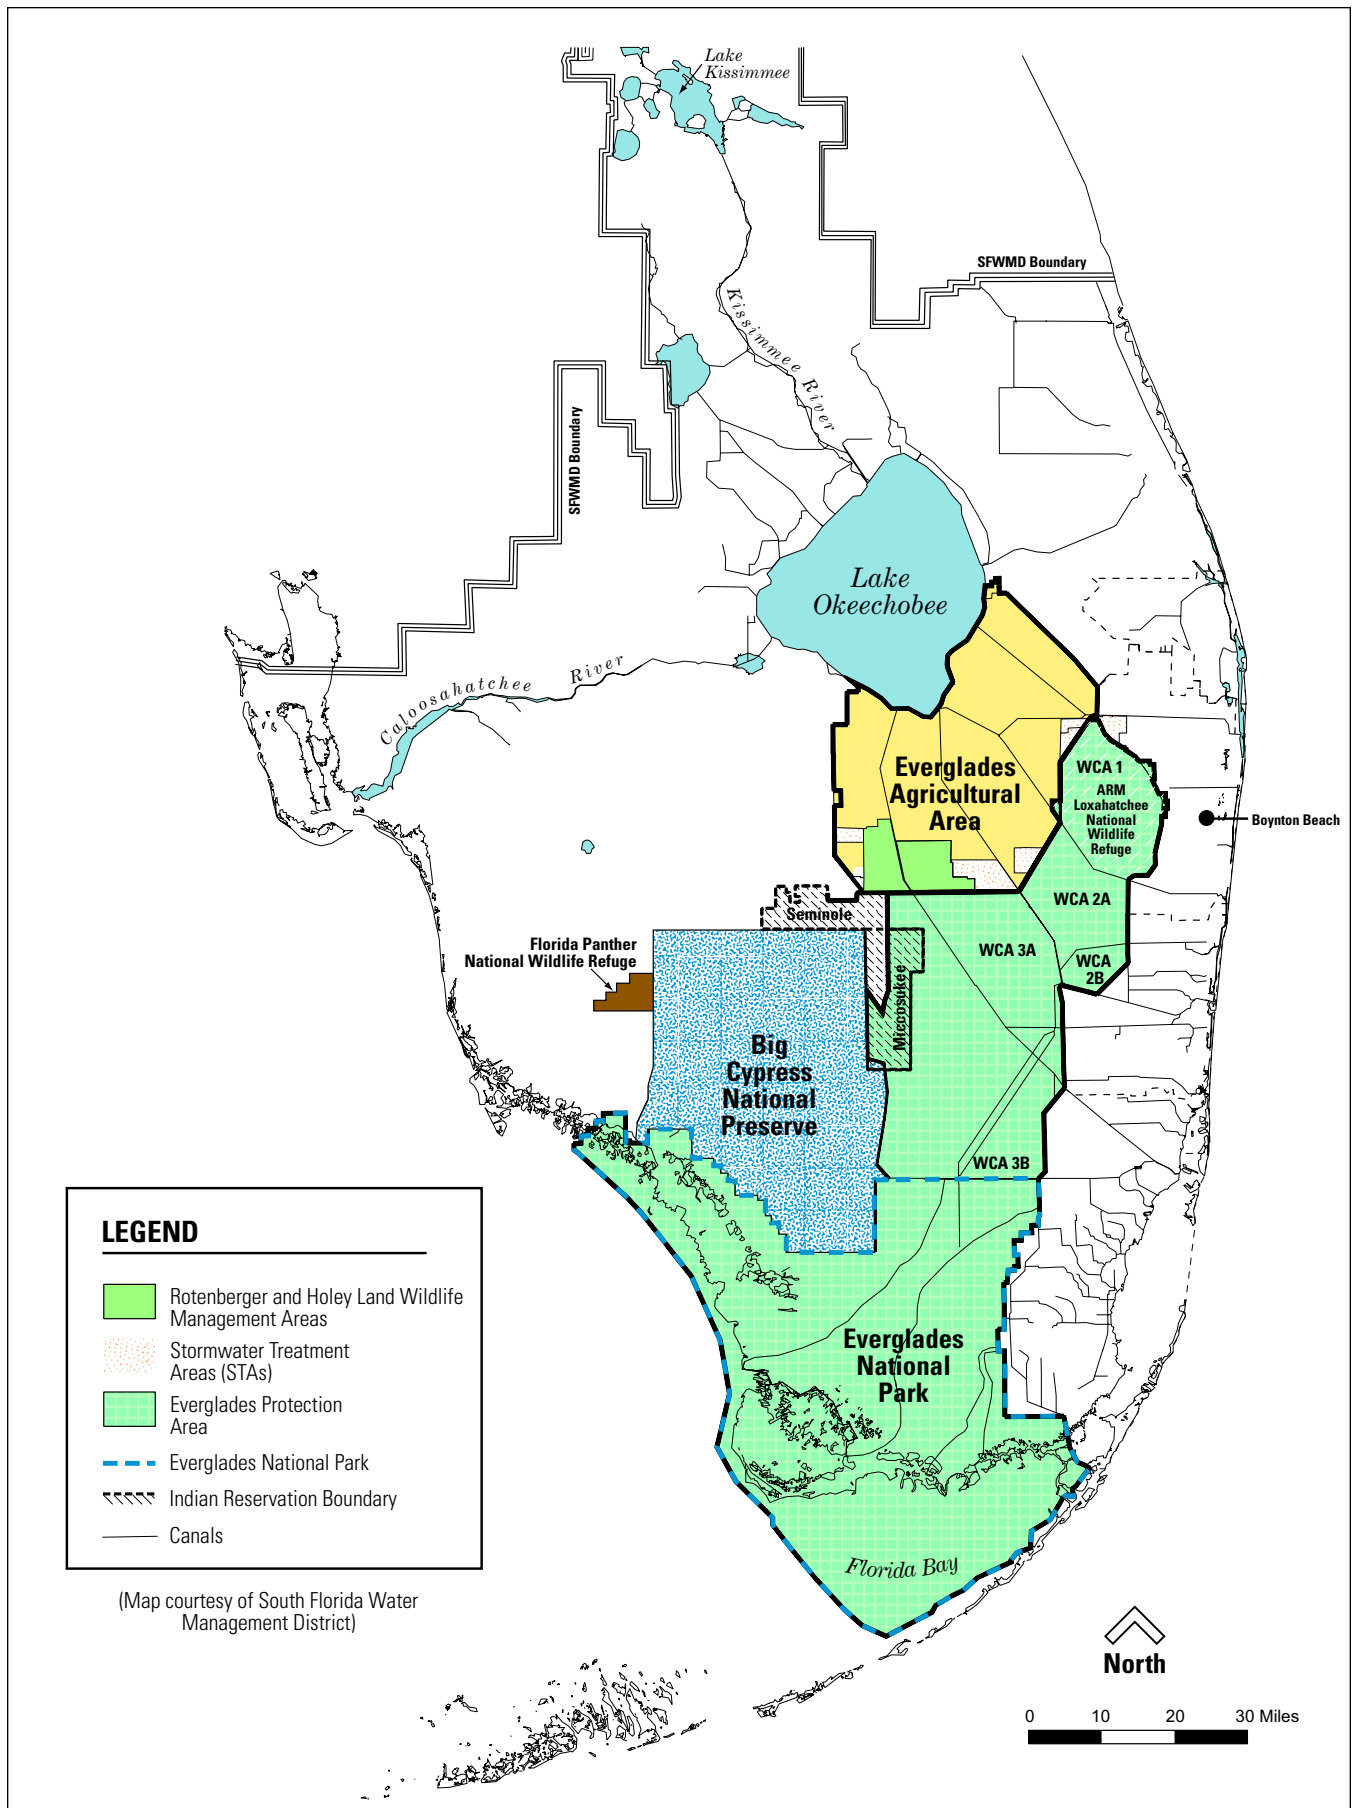 Lake
Kissimmee
SFWMD Boundary
Kissimmee River
SFWMD Boundary
Lake
Okeechobee
Caloosahatchee River
Everglades
Agricultural
Area
WCA 1
ARM
Loxahatchee
National
Wildlife
Refuge
Boynton Beach
WCA 2A
Seminole
Florida Panther
National Wildlife Refuge
WCA 3A
WCA
2B
Miccosukee
Big
Cypress
National
Preserve
WCA 3B
LEGEND
Rotenberger and Holey Land Wildlife
Management Areas
Stormwater Treatment
Areas (STAs)
Everglades Protection
Area
Everglades National Park
Indian Reservation Boundary
Canals
(Map courtesy of South Florida Water
Management District)
Everglades
National
Park
Florida Bay
North
0 10 20 30 Miles